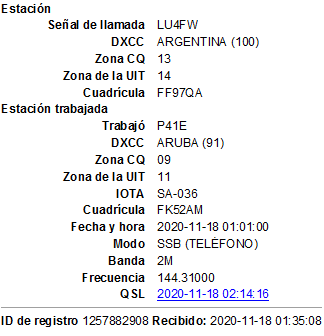 Estación
Señal de llamada LU4FW
DXCC ARGENTINA (100)
Zona CQ 13
Zona de la UIT 14
Cuadrícula FF97QA
Estación trabajada
Trabajó P41E
DXCC ARUBA (91)
Zona CQ 09
Zona de la UIT 11
IOTA SA-036
Cuadrícula FK52AM
Fecha y hora 2020-11-18 01:01:00
Modo SSB (TELÉFONO)
Banda 2M
Frecuencia 144.31000
QSL 2020-11-18 02:14:16
ID de registro 1257882908 Recibido: 2020-11-18 01:35:08